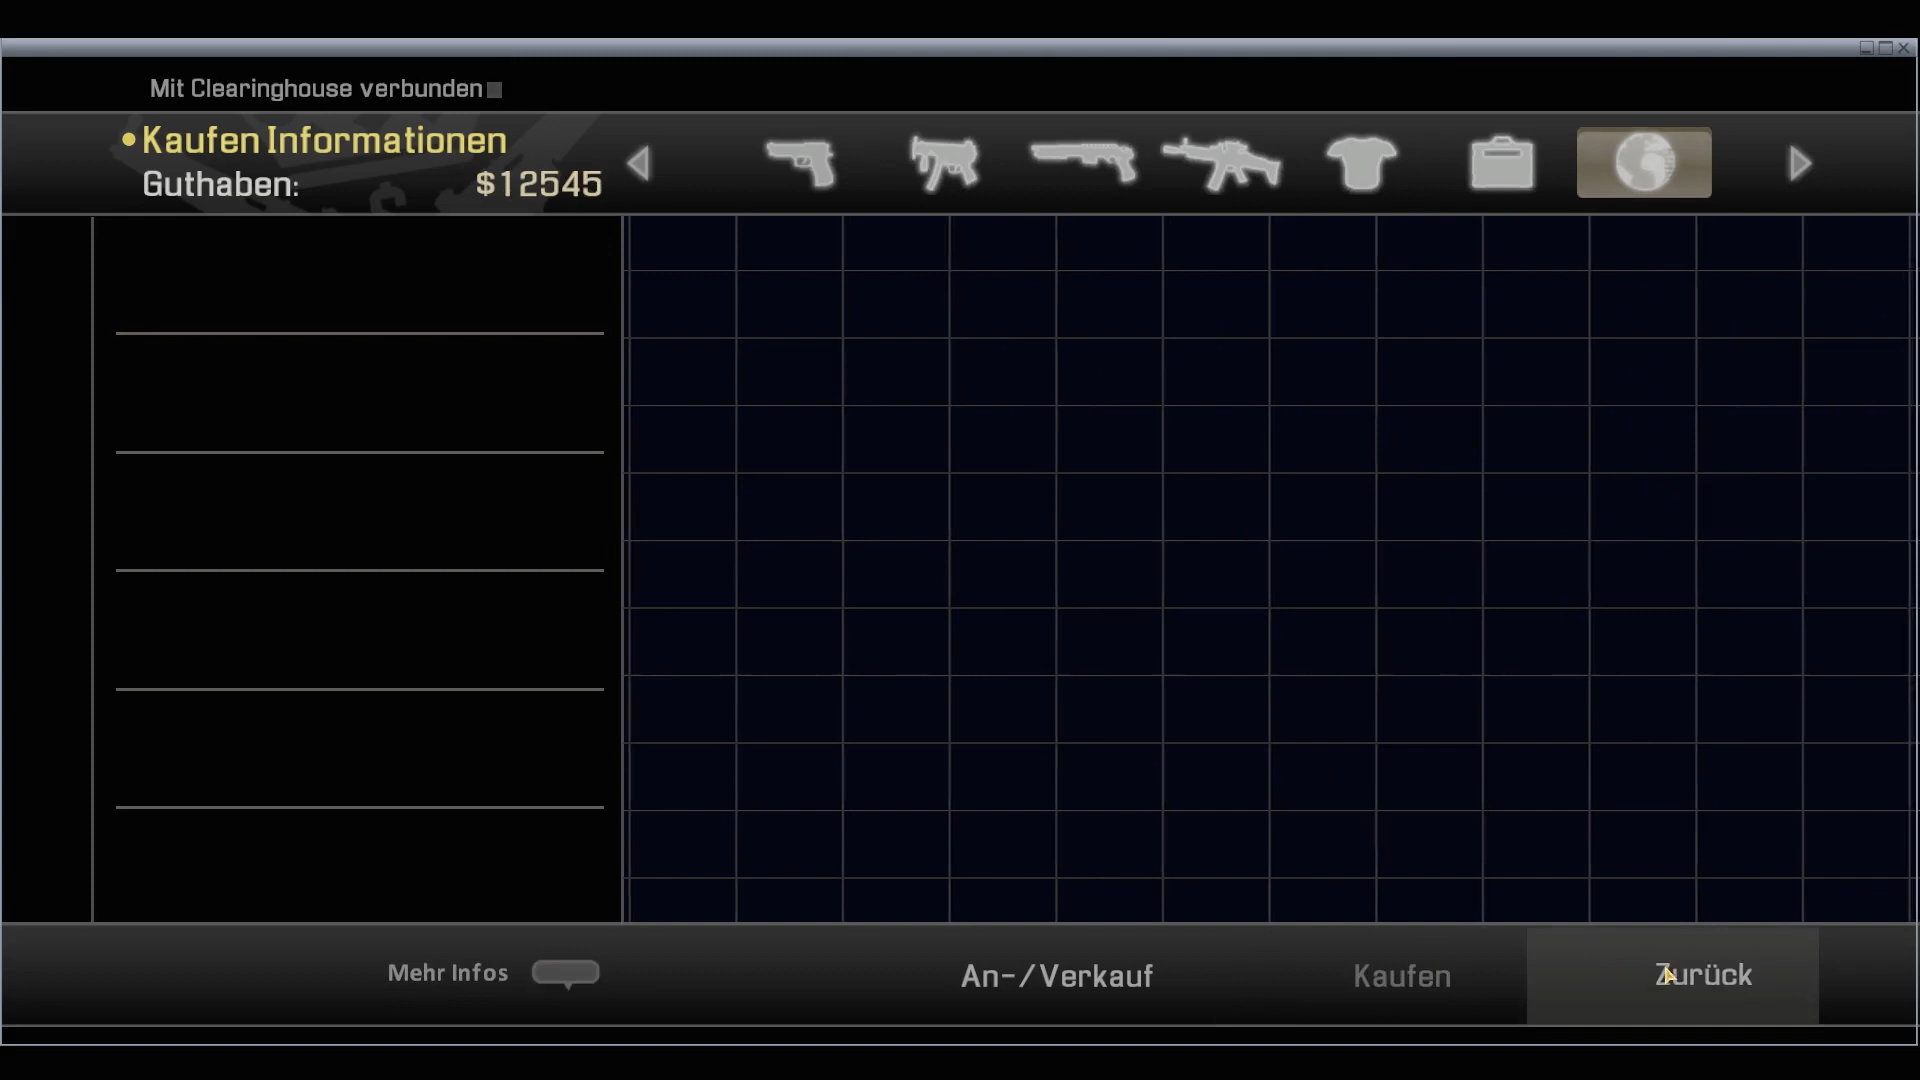 Mit Clearinghouse verbunden
Kaufen Informationen
Guthaben: $12545
Mehr Infos
An-/Verkauf
Kaufen
Zurück